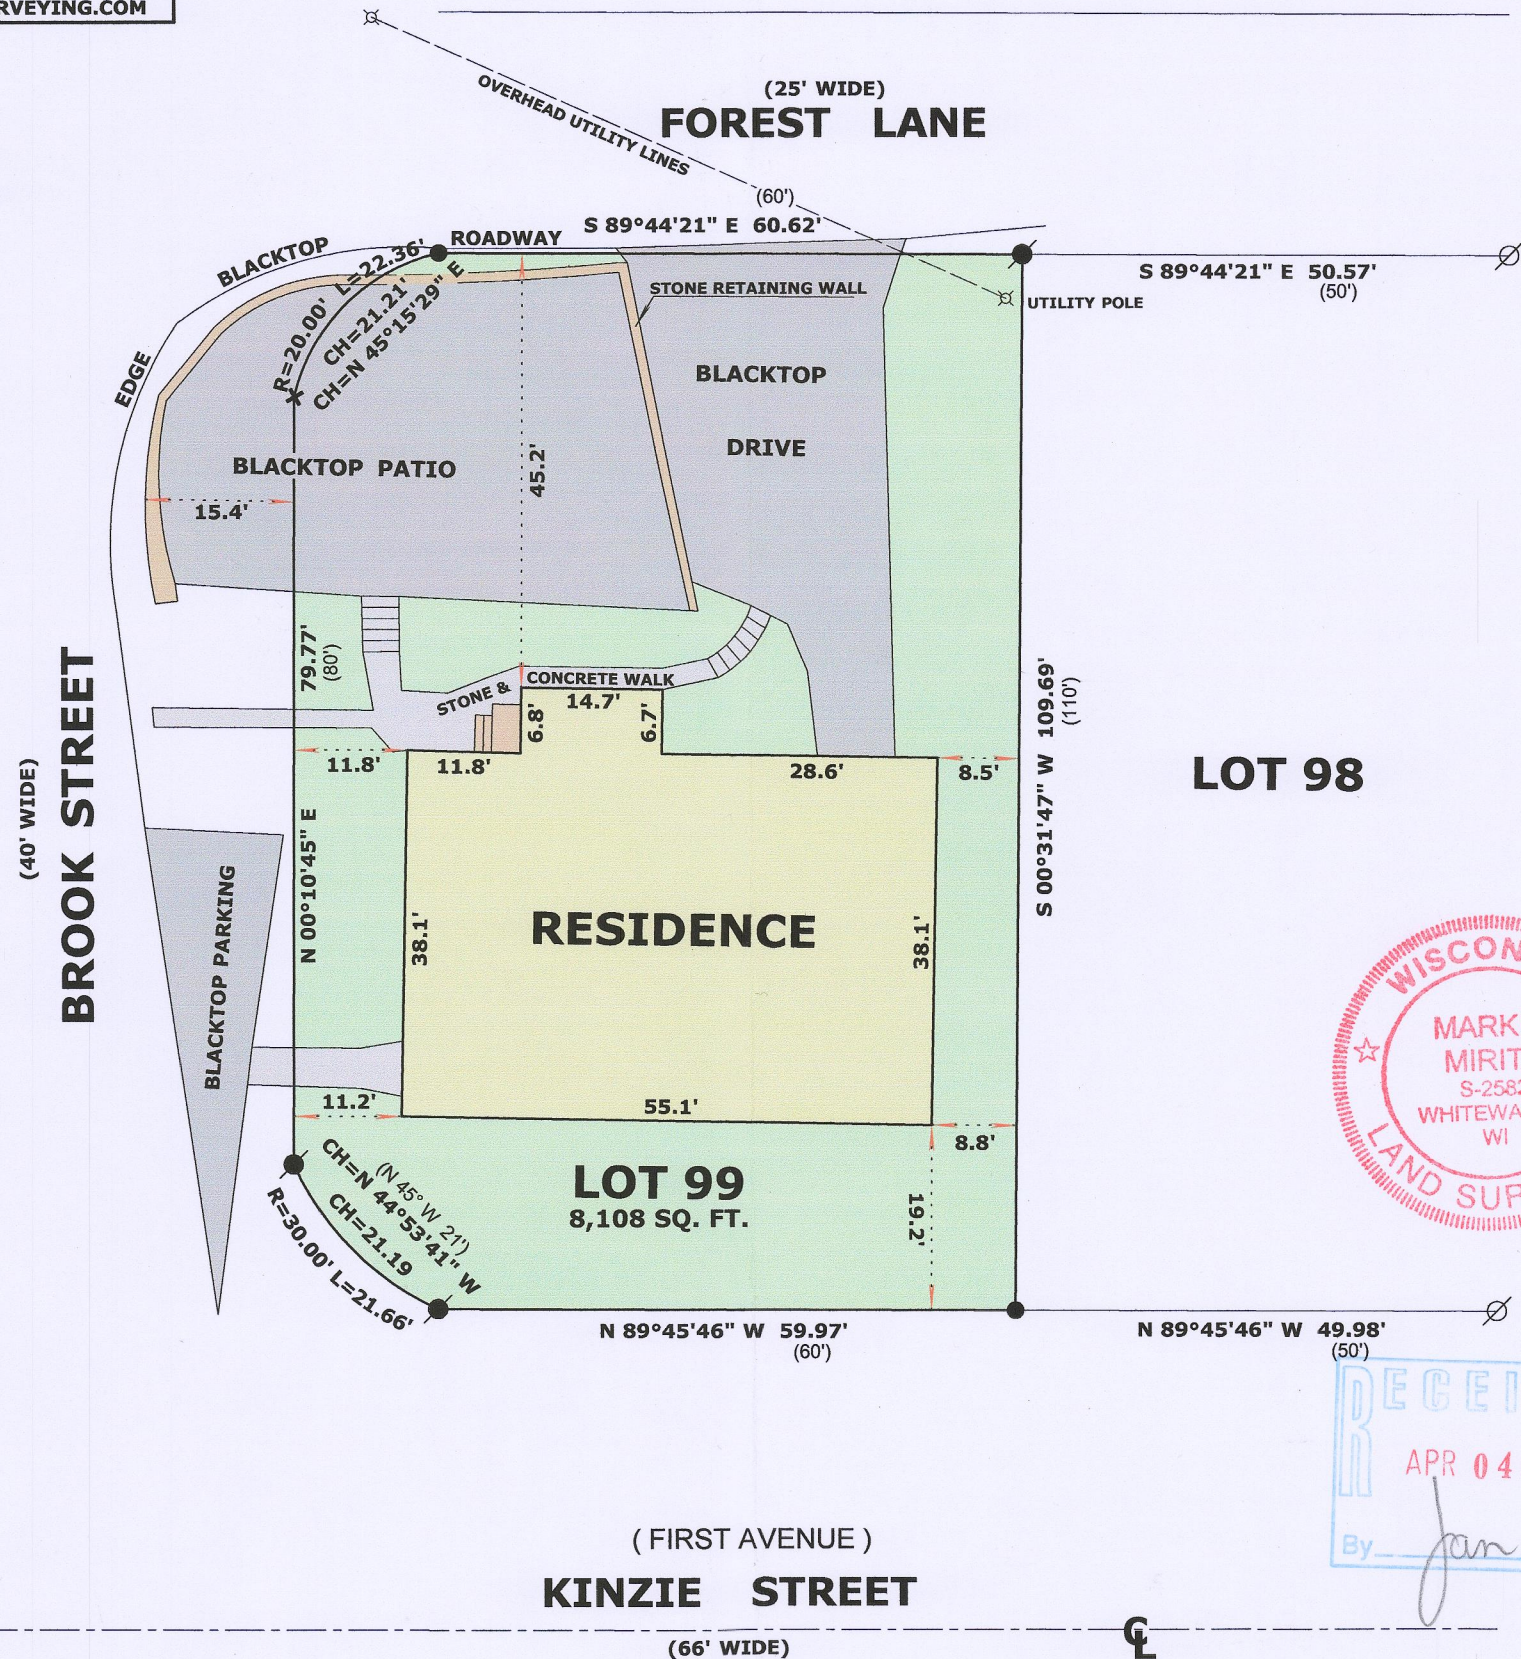 RVEYING.COM
(25' WIDE)
FOREST LANE
OVERHEAD UTILITY LINES
(60')
S 89°44'21" E 60.62'
ROADWAY
BLACKTOP
EDGE
L=22.36'
R=20.00'
CH=21.21'
CH=N 45°15'29" E
S 89°44'21" E 50.57'
(50')
STONE RETAINING WALL
UTILITY POLE
BLACKTOP
DRIVE
BLACKTOP PATIO
45.2'
15.4'
79.77'
(80')
STONE &
CONCRETE WALK
14.7'
6.8'
6.7'
11.8'
11.8'
28.6'
8.5'
S 00°31'47" W 109.69'
(110')
LOT 98
(40' WIDE)
BROOK STREET
N 00°10'45" E
BLACKTOP PARKING
38.1'
RESIDENCE
38.1'
WISCON
MARK
MIRIT
S-2582
WHITEWA
WI
LAND SUR
11.2'
55.1'
8.8'
LOT 99
8,108 SQ. FT.
19.2'
(N 45° W 21')
CH=N 44°53'41" W
CH=21.19
R=30.00' L=21.66'
N 89°45'46" W 59.97'
(60')
N 89°45'46" W 49.98'
(50')
RECEI
APR 04
By Jan
( FIRST AVENUE )
KINZIE STREET
CL
(66' WIDE)